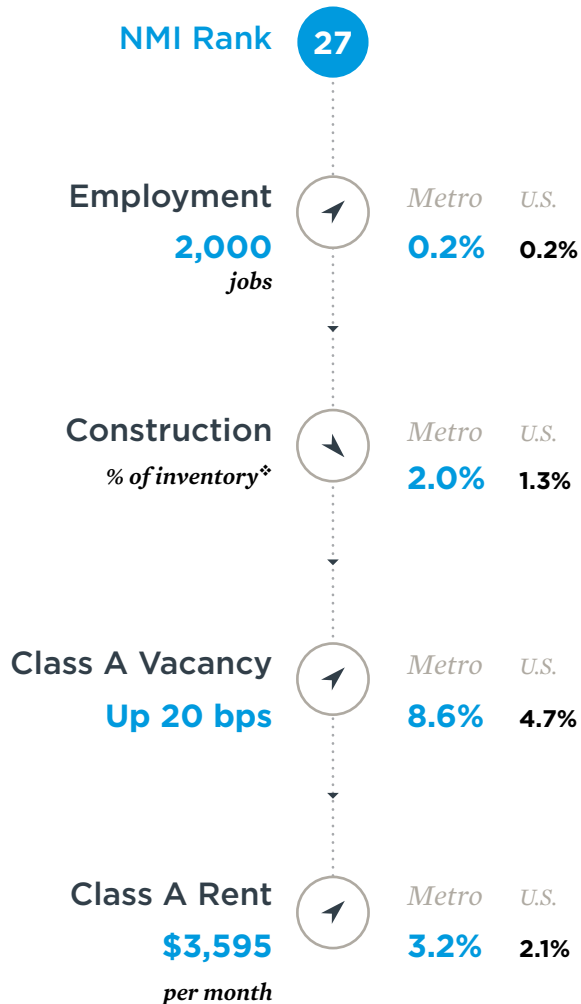 NMI Rank 27
Employment Metro U.S.
2,000 0.2% 0.2%
jobs
Construction Metro U.S.
% of inventory❖ 2.0% 1.3%
Class A Vacancy Metro U.S.
Up 20 bps 8.6% 4.7%
Class A Rent Metro U.S.
$3,595 3.2% 2.1%
per month